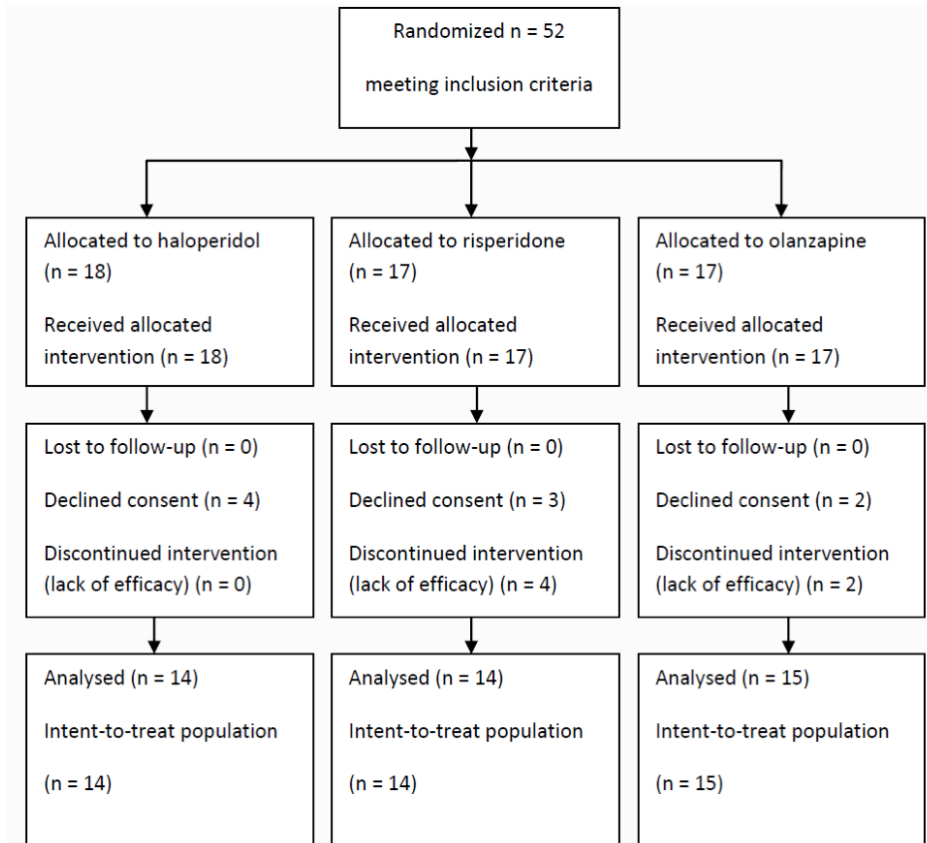 Randomized n = 52
meeting inclusion criteria
Allocated to haloperidol
(n = 18)
Received allocated
intervention (n = 18)
Allocated to risperidone
(n = 17)
Received allocated
intervention (n = 17)
Allocated to olanzapine
(n = 17)
Received allocated
intervention (n = 17)
Lost to follow-up (n = 0)
Declined consent (n = 4)
Discontinued intervention
(lack of efficacy) (n = 0)
Lost to follow-up (n = 0)
Declined consent (n = 3)
Discontinued intervention
(lack of efficacy) (n = 4)
Lost to follow-up (n = 0)
Declined consent (n = 2)
Discontinued intervention
(lack of efficacy) (n = 2)
Analysed (n = 14)
Intent-to-treat population
(n = 14)
Analysed (n = 14)
Intent-to-treat population
(n = 14)
Analysed (n = 15)
Intent-to-treat population
(n = 15)